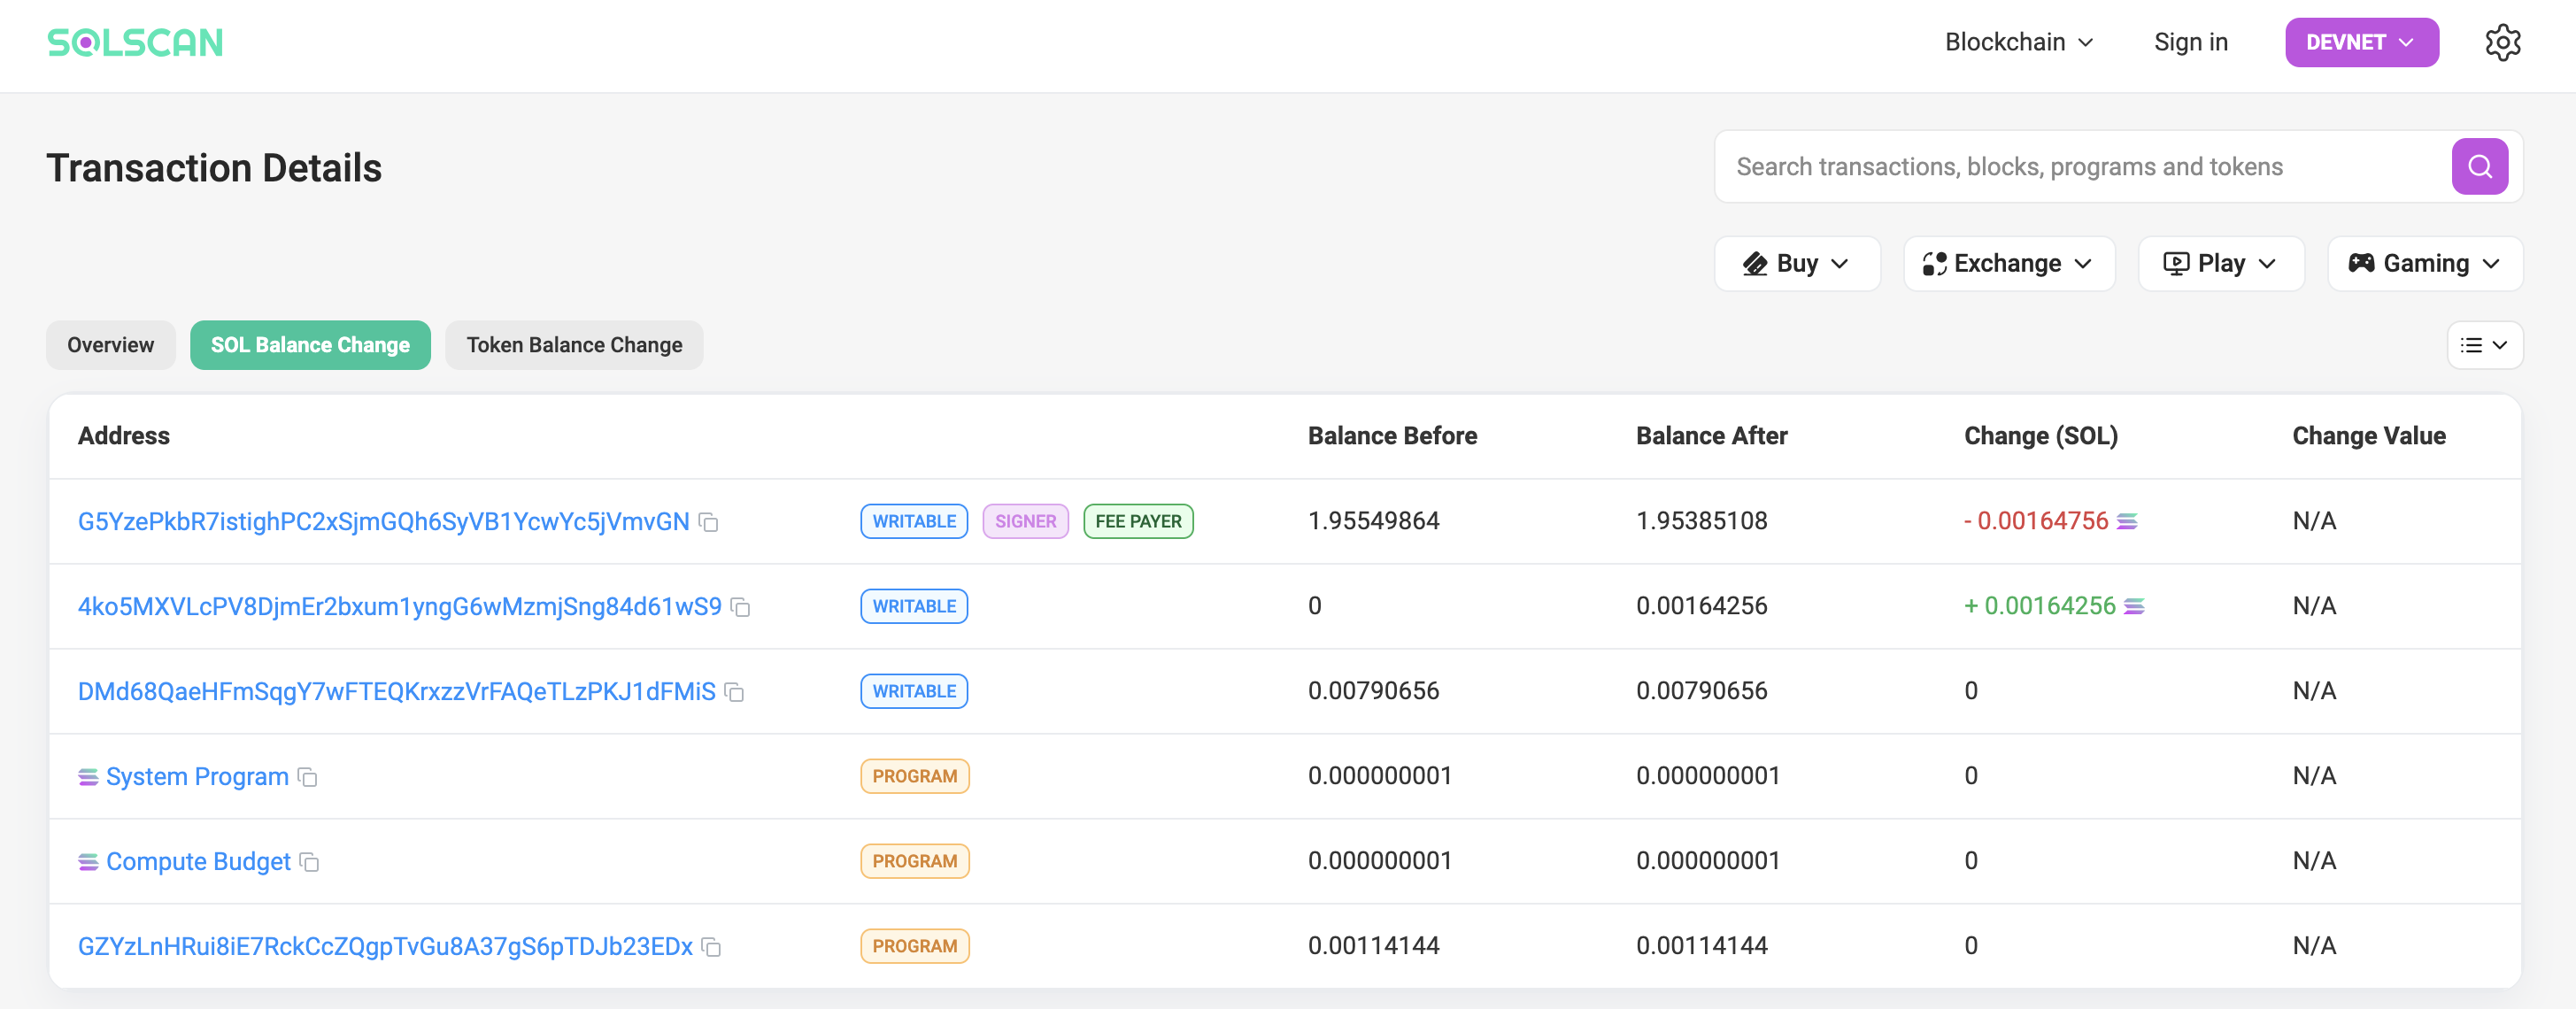 SOLSCAN
Blockchain Sign in DEVNET
Transaction Details
Search transactions, blocks, programs and tokens
Buy Exchange Play Gaming
Overview SOL Balance Change Token Balance Change
Address Balance Before Balance After Change (SOL) Change Value
G5YzePkbR7istighPC2xSjmGQh6SyVB1YcwYc5jVmvGN WRITABLE SIGNER FEE PAYER 1.95549864 1.95385108 - 0.00164756 N/A
4ko5MXVLcPV8DjmEr2bxum1yngG6wMzmjSng84d61wS9 WRITABLE 0 0.00164256 + 0.00164256 N/A
DMd68QaeHFmSqgY7wFTEQKrxzzVrFAQeTLzPKJ1dFMiS WRITABLE 0.00790656 0.00790656 0 N/A
System Program PROGRAM 0.000000001 0.000000001 0 N/A
Compute Budget PROGRAM 0.000000001 0.000000001 0 N/A
GZYzLnHRui8iE7RckCcZQgpTvGu8A37gS6pTDJb23EDx PROGRAM 0.00114144 0.00114144 0 N/A